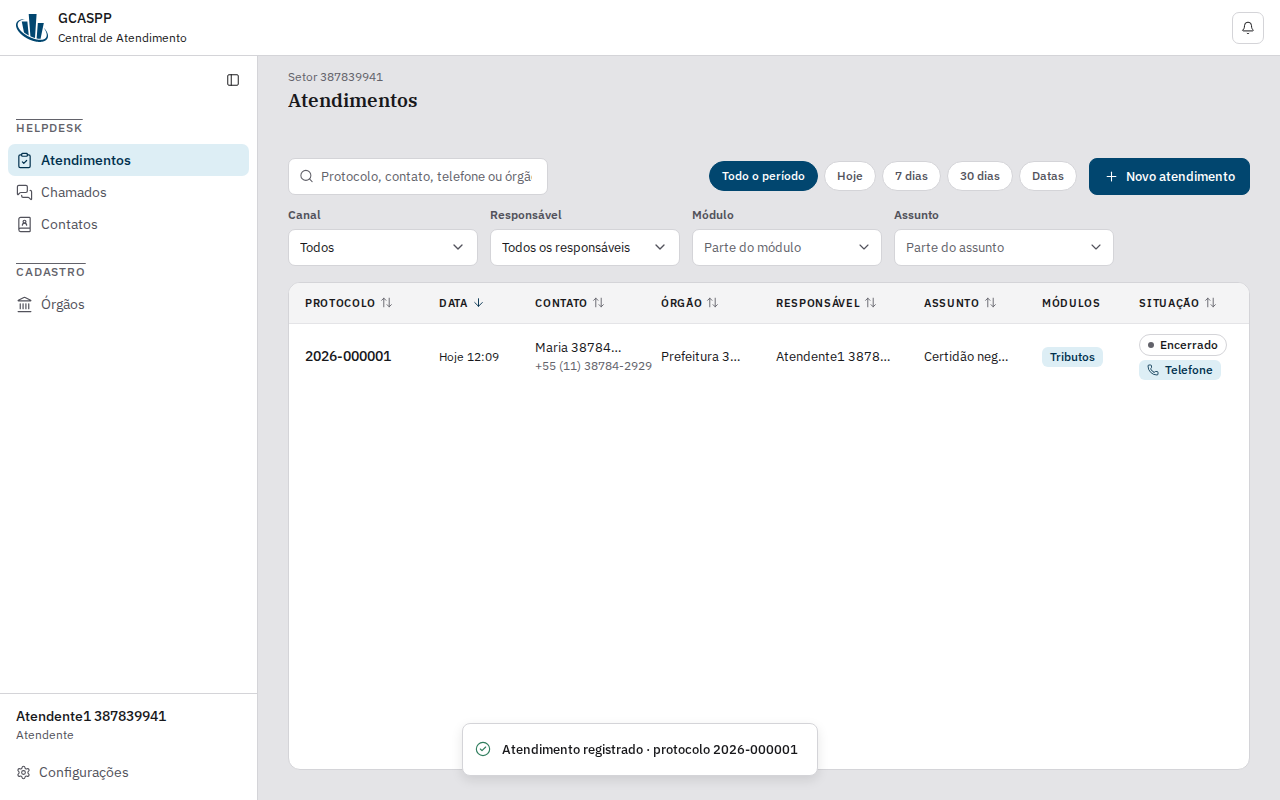 GCASPP
Central de Atendimento
HELPDESK
Atendimentos
Chamados
Contatos
CADASTRO
Órgãos
Atendente1 387839941
Atendente
Configurações
Setor 387839941
Atendimentos
Protocolo, contato, telefone ou órgã
Todo o período
Hoje
7 dias
30 dias
Datas
Novo atendimento
Canal
Responsável
Módulo
Assunto
Todos
Todos os responsáveis
Parte do módulo
Parte do assunto
PROTOCOLO
DATA
CONTATO
ÓRGÃO
RESPONSÁVEL
ASSUNTO
MÓDULOS
SITUAÇÃO
2026-000001
Hoje 12:09
Maria 38784...
+55 (11) 38784-2929
Prefeitura 3...
Atendente1 3878...
Certidão neg...
Tributos
Encerrado
Telefone
Atendimento registrado · protocolo 2026-000001